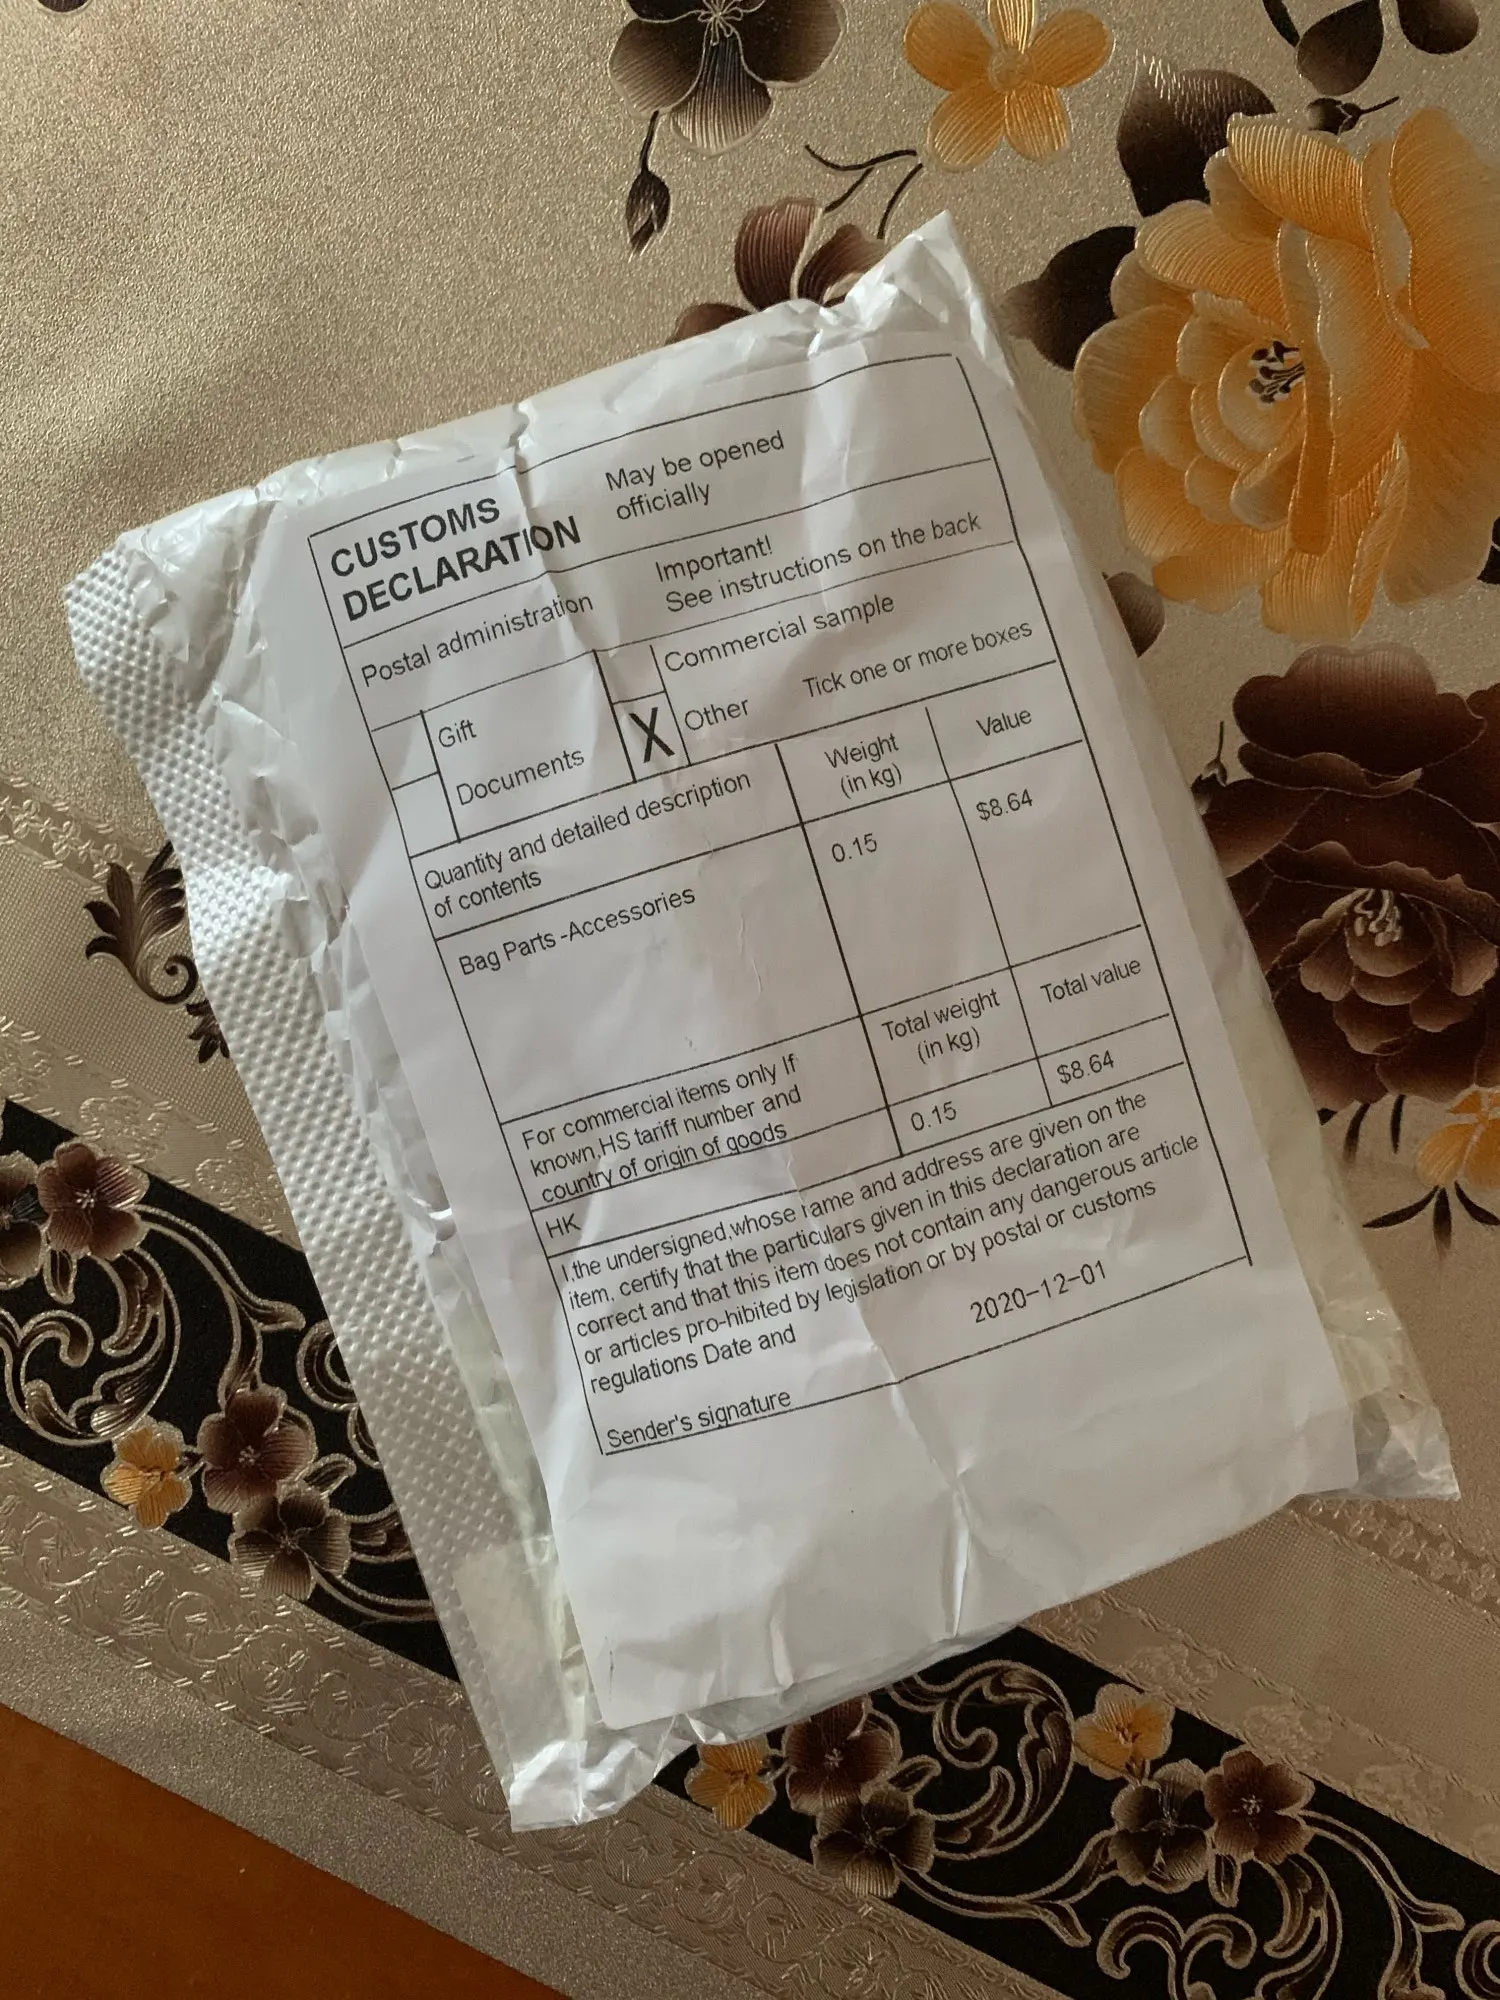 CUSTOMS
DECLARATION
May be opened
officially
Postal administration
Important!
See instructions on the back
Gift
Documents
Commercial sample
X Other
Tick one or more boxes
Quantity and detailed description
of contents
Weight
(in kg)
Value
Bag Parts -Accessories
0.15
$8.64
For commercial items only If
known,HS tariff number and
country of origin of goods
Total weight
(in kg)
Total value
HK
0.15
$8.64
I,the undersigned,whose name and address are given on the
item, certify that the particulars given in this declaration are
correct and that this item does not contain any dangerous article
or articles pro-hibited by legislation or by postal or customs
regulations Date and
2020-12-01
Sender's signature